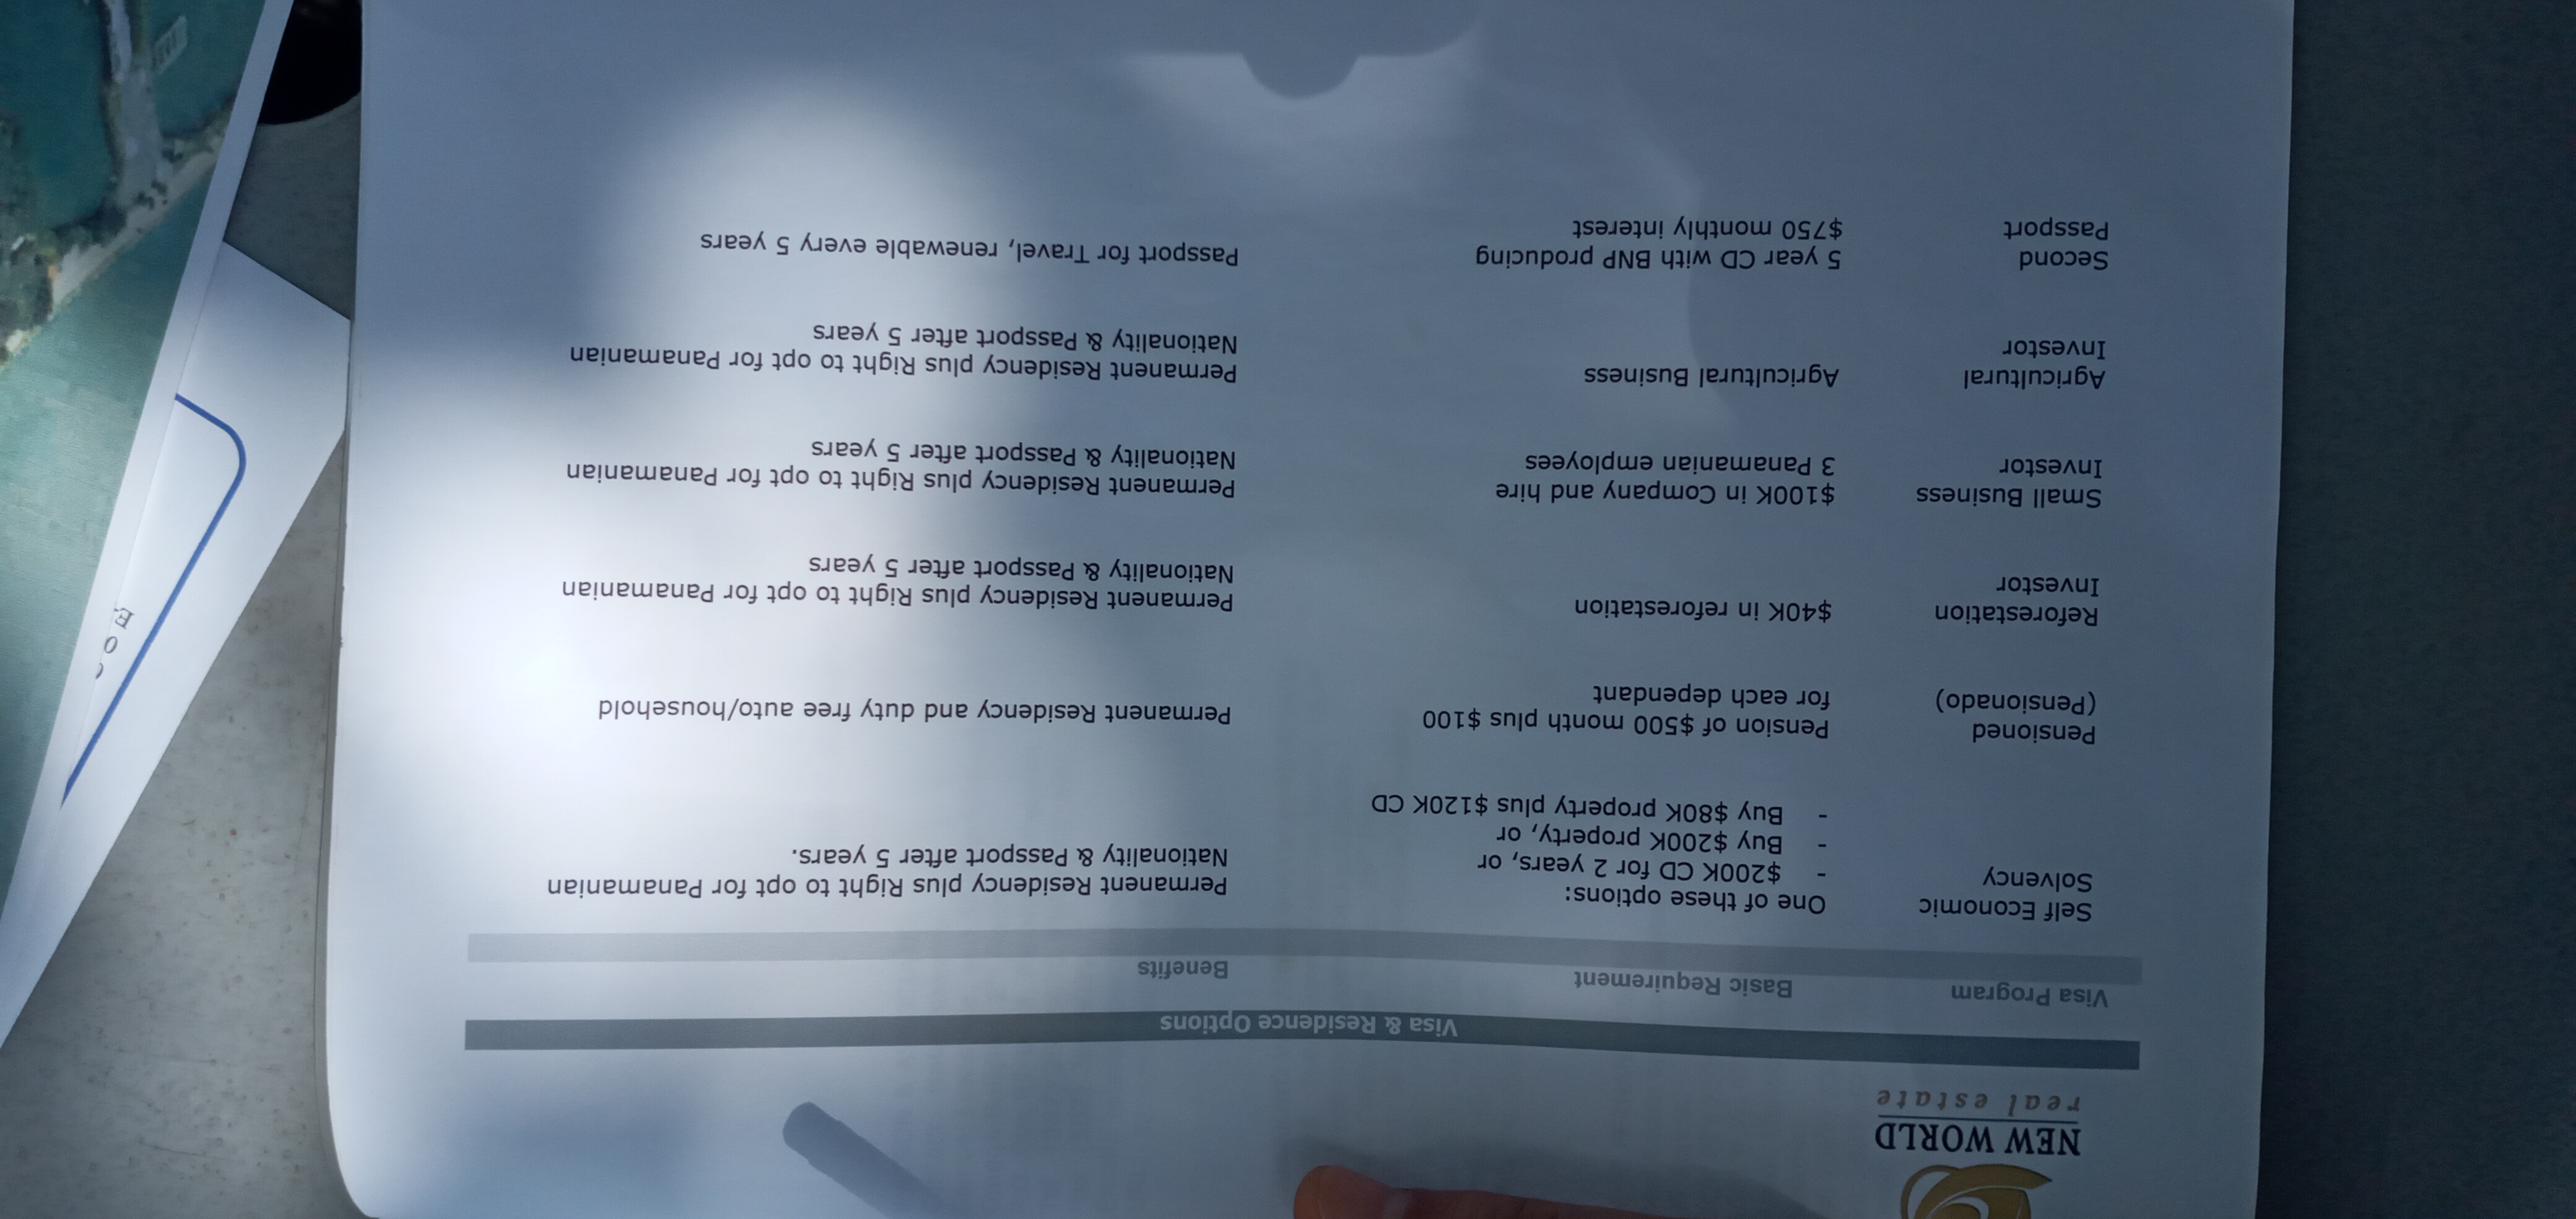 NEW WORLD
real estate
Visa & Residence Options
Visa Program Basic Requirement Benefits
Self Economic
Solvency
One of these options:
- $200K CD for 2 years, or
- Buy $200K property, or
- Buy $80K property plus $120K CD
Permanent Residency plus Right to opt for Panamanian
Nationality & Passport after 5 years.
Pensioned
(Pensionado)
Pension of $500 month plus $100
for each dependant
Permanent Residency and duty free auto/household
Reforestation
Investor
$40K in reforestation
Permanent Residency plus Right to opt for Panamanian
Nationality & Passport after 5 years
Small Business
Investor
$100K in Company and hire
3 Panamanian employees
Permanent Residency plus Right to opt for Panamanian
Nationality & Passport after 5 years
Agricultural
Investor
Agricultural Business
Permanent Residency plus Right to opt for Panamanian
Nationality & Passport after 5 years
Second
Passport
5 year CD with BNP producing
$750 monthly interest
Passport for Travel, renewable every 5 years